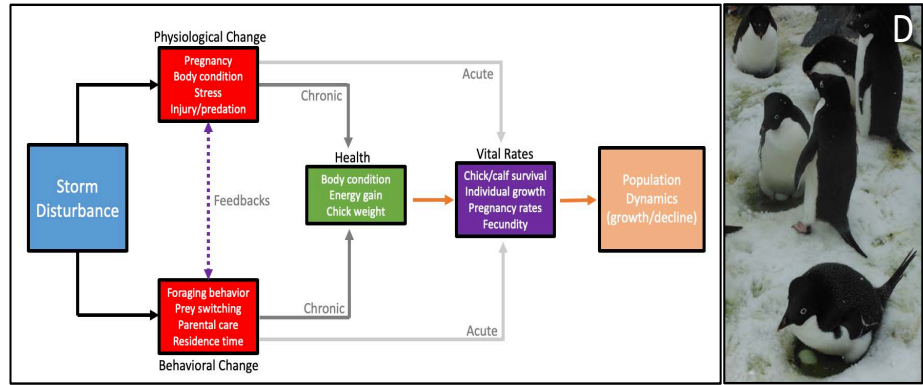 Physiological Change
Pregnancy
Body condition
Stress
Injury/predation
Acute
Chronic
Storm
Disturbance
Feedbacks
Health
Body condition
Energy gain
Chick weight
Vital Rates
Chick/calf survival
Individual growth
Pregnancy rates
Fecundity
Population
Dynamics
(growth/decline)
Foraging behavior
Prey switching
Parental care
Residence time
Chronic
Acute
Behavioral Change
D